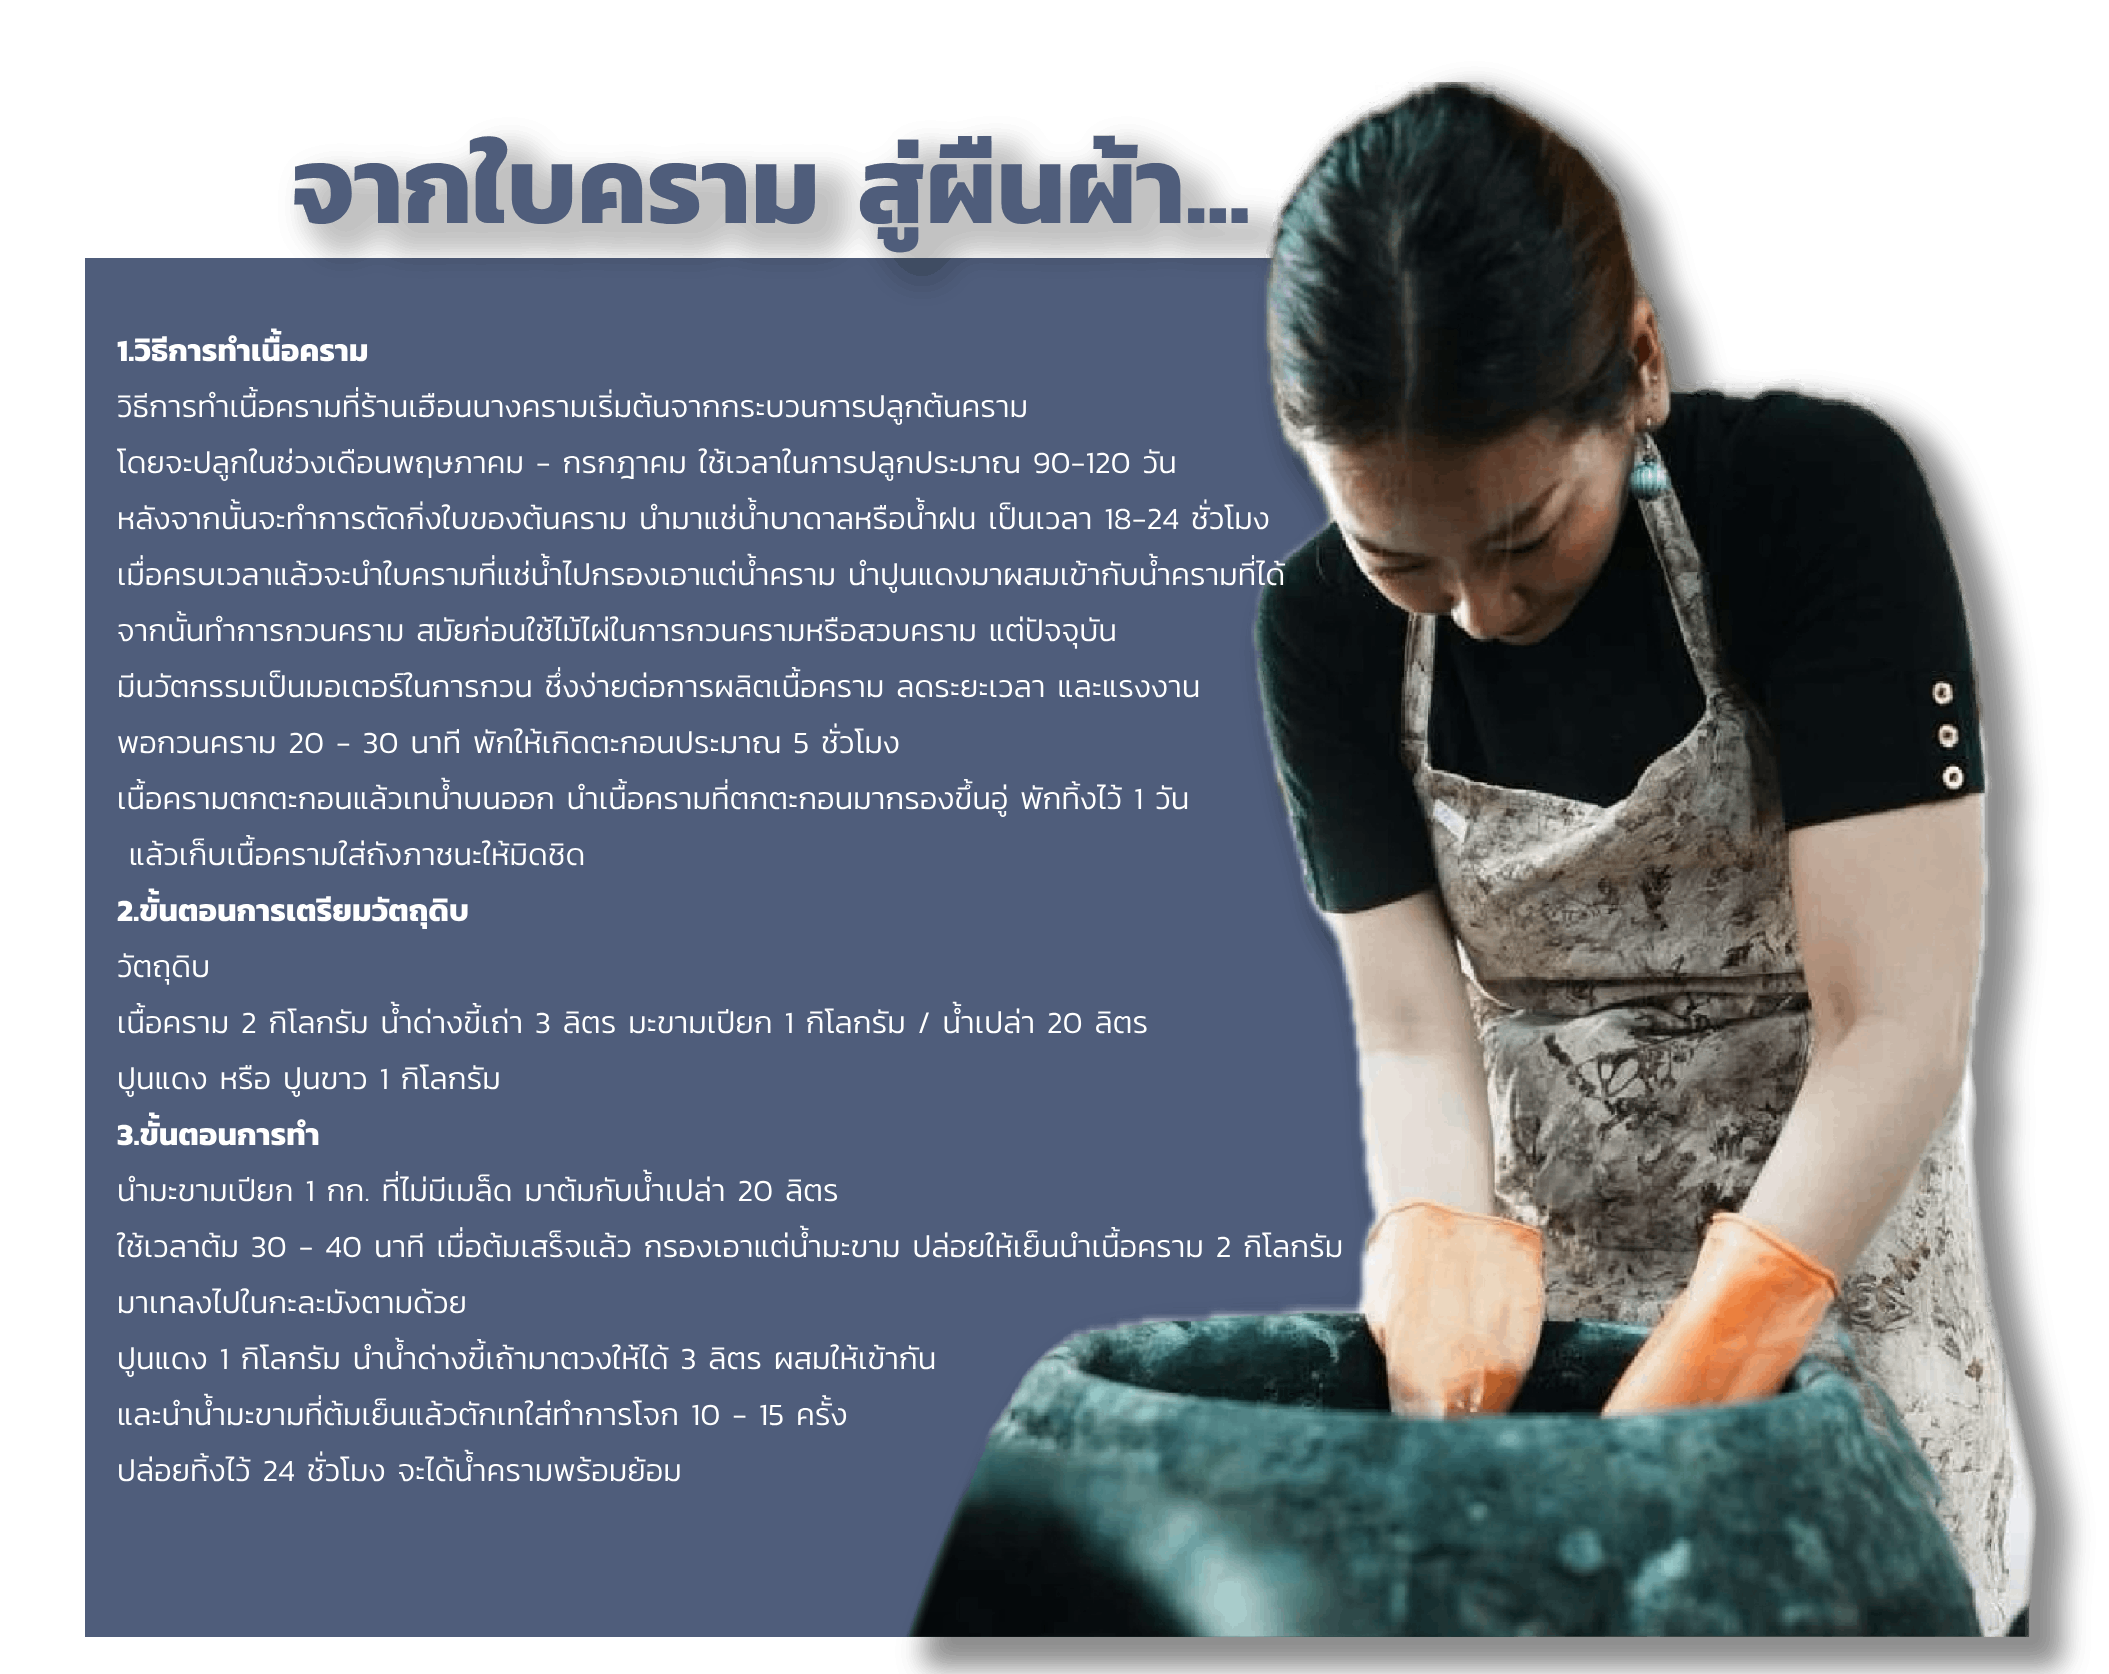 จากใบคราม สู่ผืนผ้า...
1.วิธีการทำเนื้อคราม
วิธีการทำเนื้อครามที่ร้านเฮือนนางครามเริ่มต้นจากกระบวนการปลูกต้นคราม
โดยจะปลูกในช่วงเดือนพฤษภาคม - กรกฎาคม ใช้เวลาในการปลูกประมาณ 90-120 วัน
หลังจากนั้นจะทำการตัดกิ่งใบของต้นคราม นำมาแช่น้ำบาดาลหรือน้ำฝน เป็นเวลา 18-24 ชั่วโมง
เมื่อครบเวลาแล้วจะนำใบครามที่แช่น้ำไปกรองเอาแต่น้ำคราม นำปูนแดงมาผสมเข้ากับน้ำครามที่ได้
จากนั้นทำการกวนคราม สมัยก่อนใช้ไม้ไผ่ในการกวนครามหรือสวบคราม แต่ปัจจุบัน
มีนวัตกรรมเป็นมอเตอร์ในการกวน ซึ่งง่ายต่อการผลิตเนื้อคราม ลดระยะเวลา และแรงงาน
พอกวนคราม 20 - 30 นาที พักให้เกิดตะกอนประมาณ 5 ชั่วโมง
เนื้อครามตกตะกอนแล้วเทน้ำบนออก นำเนื้อครามที่ตกตะกอนมากรองขึ้นอู่ พักทิ้งไว้ 1 วัน
แล้วเก็บเนื้อครามใส่ถังภาชนะให้มิดชิด
2.ขั้นตอนการเตรียมวัตถุดิบ
วัตถุดิบ
เนื้อคราม 2 กิโลกรัม น้ำด่างขี้เถ่า 3 ลิตร มะขามเปียก 1 กิโลกรัม / น้ำเปล่า 20 ลิตร
ปูนแดง หรือ ปูนขาว 1 กิโลกรัม
3.ขั้นตอนการทำ
นำมะขามเปียก 1 กก. ที่ไม่มีเมล็ด มาต้มกับน้ำเปล่า 20 ลิตร
ใช้เวลาต้ม 30 - 40 นาที เมื่อต้มเสร็จแล้ว กรองเอาแต่น้ำมะขาม ปล่อยให้เย็นนำเนื้อคราม 2 กิโลกรัม
มาเทลงไปในกะละมังตามด้วย
ปูนแดง 1 กิโลกรัม นำน้ำด่างขี้เถ้ามาตวงให้ได้ 3 ลิตร ผสมให้เข้ากัน
และนำน้ำมะขามที่ต้มเย็นแล้วตักเทใส่ทำการโจก 10 - 15 ครั้ง
ปล่อยทิ้งไว้ 24 ชั่วโมง จะได้น้ำครามพร้อมย้อม